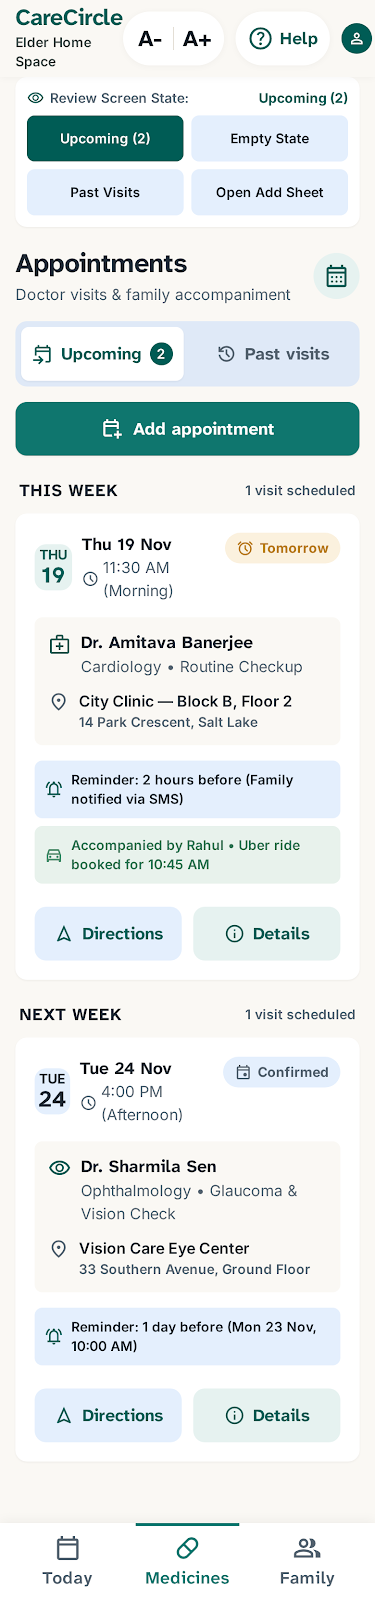 CareCircle
Elder Home
Space
A- A+ Help
Review Screen State: Upcoming (2)
Upcoming (2) Empty State
Past Visits Open Add Sheet
Appointments
Doctor visits & family accompaniment
Upcoming 2 Past visits
Add appointment
THIS WEEK 1 visit scheduled
THU
19
Thu 19 Nov
11:30 AM
(Morning)
Tomorrow
Dr. Amitava Banerjee
Cardiology • Routine Checkup
City Clinic — Block B, Floor 2
14 Park Crescent, Salt Lake
Reminder: 2 hours before (Family
notified via SMS)
Accompanied by Rahul • Uber ride
booked for 10:45 AM
Directions Details
NEXT WEEK 1 visit scheduled
TUE
24
Tue 24 Nov
4:00 PM
(Afternoon)
Confirmed
Dr. Sharmila Sen
Ophthalmology • Glaucoma &
Vision Check
Vision Care Eye Center
33 Southern Avenue, Ground Floor
Reminder: 1 day before (Mon 23 Nov,
10:00 AM)
Directions Details
Today Medicines Family